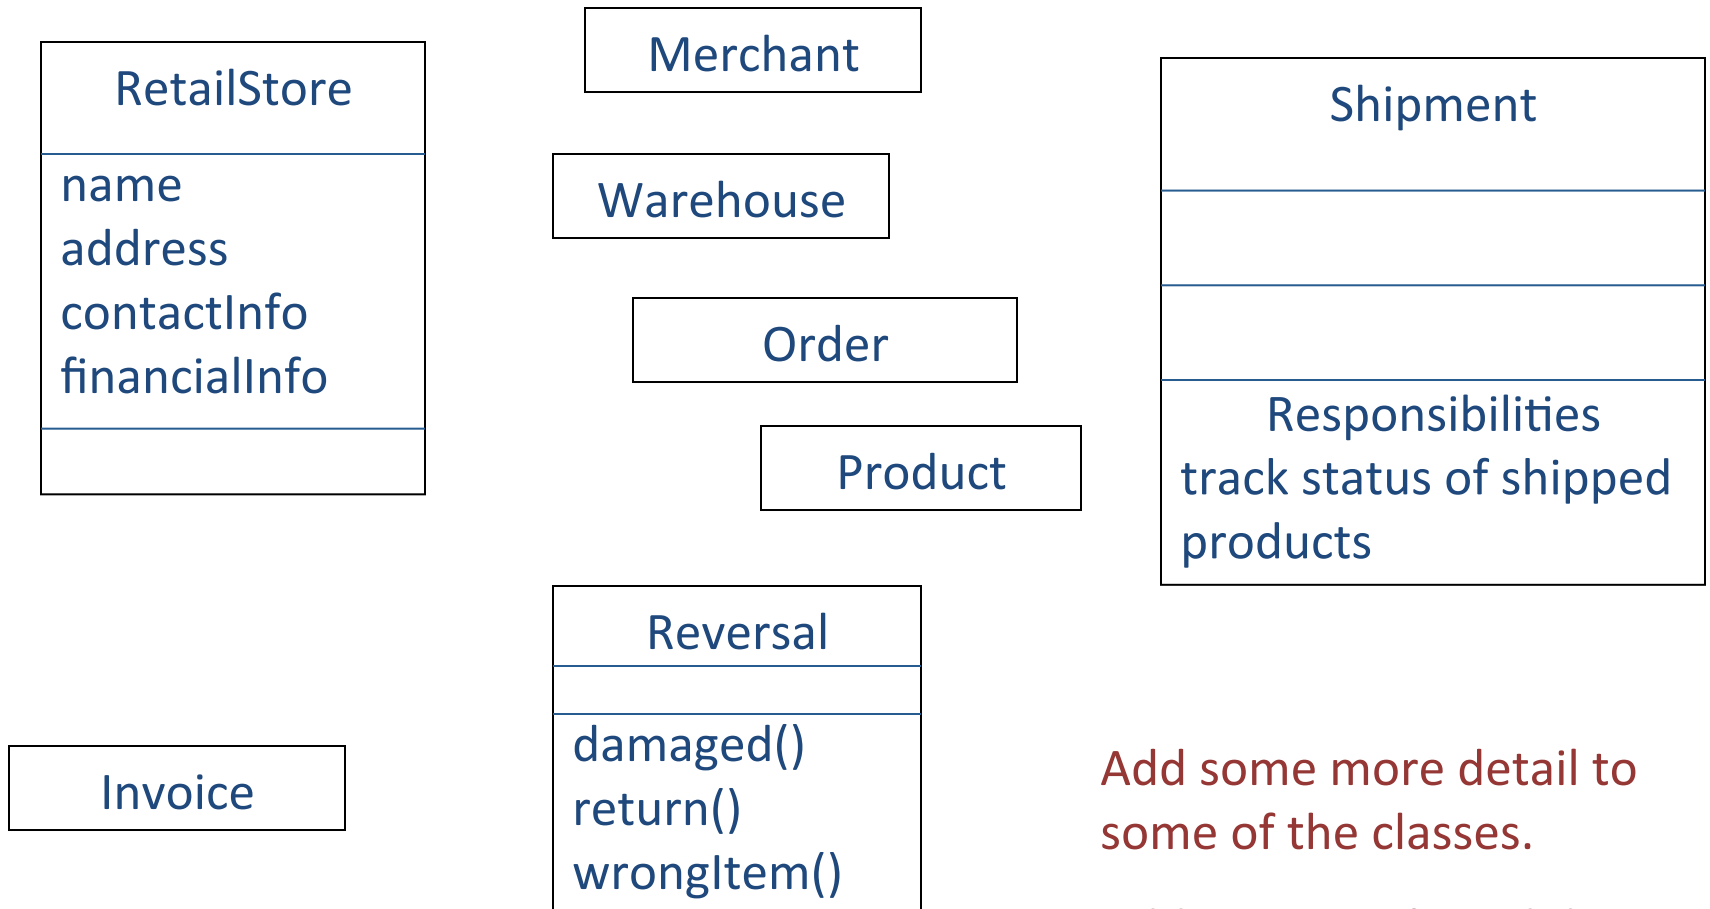 RetailStore
name
address
contactInfo
financialInfo
Merchant
Warehouse
Order
Product
Shipment
Responsibilities
track status of shipped
products
Reversal
damaged()
return()
wrongItem()
Invoice
Add some more detail to
some of the classes.